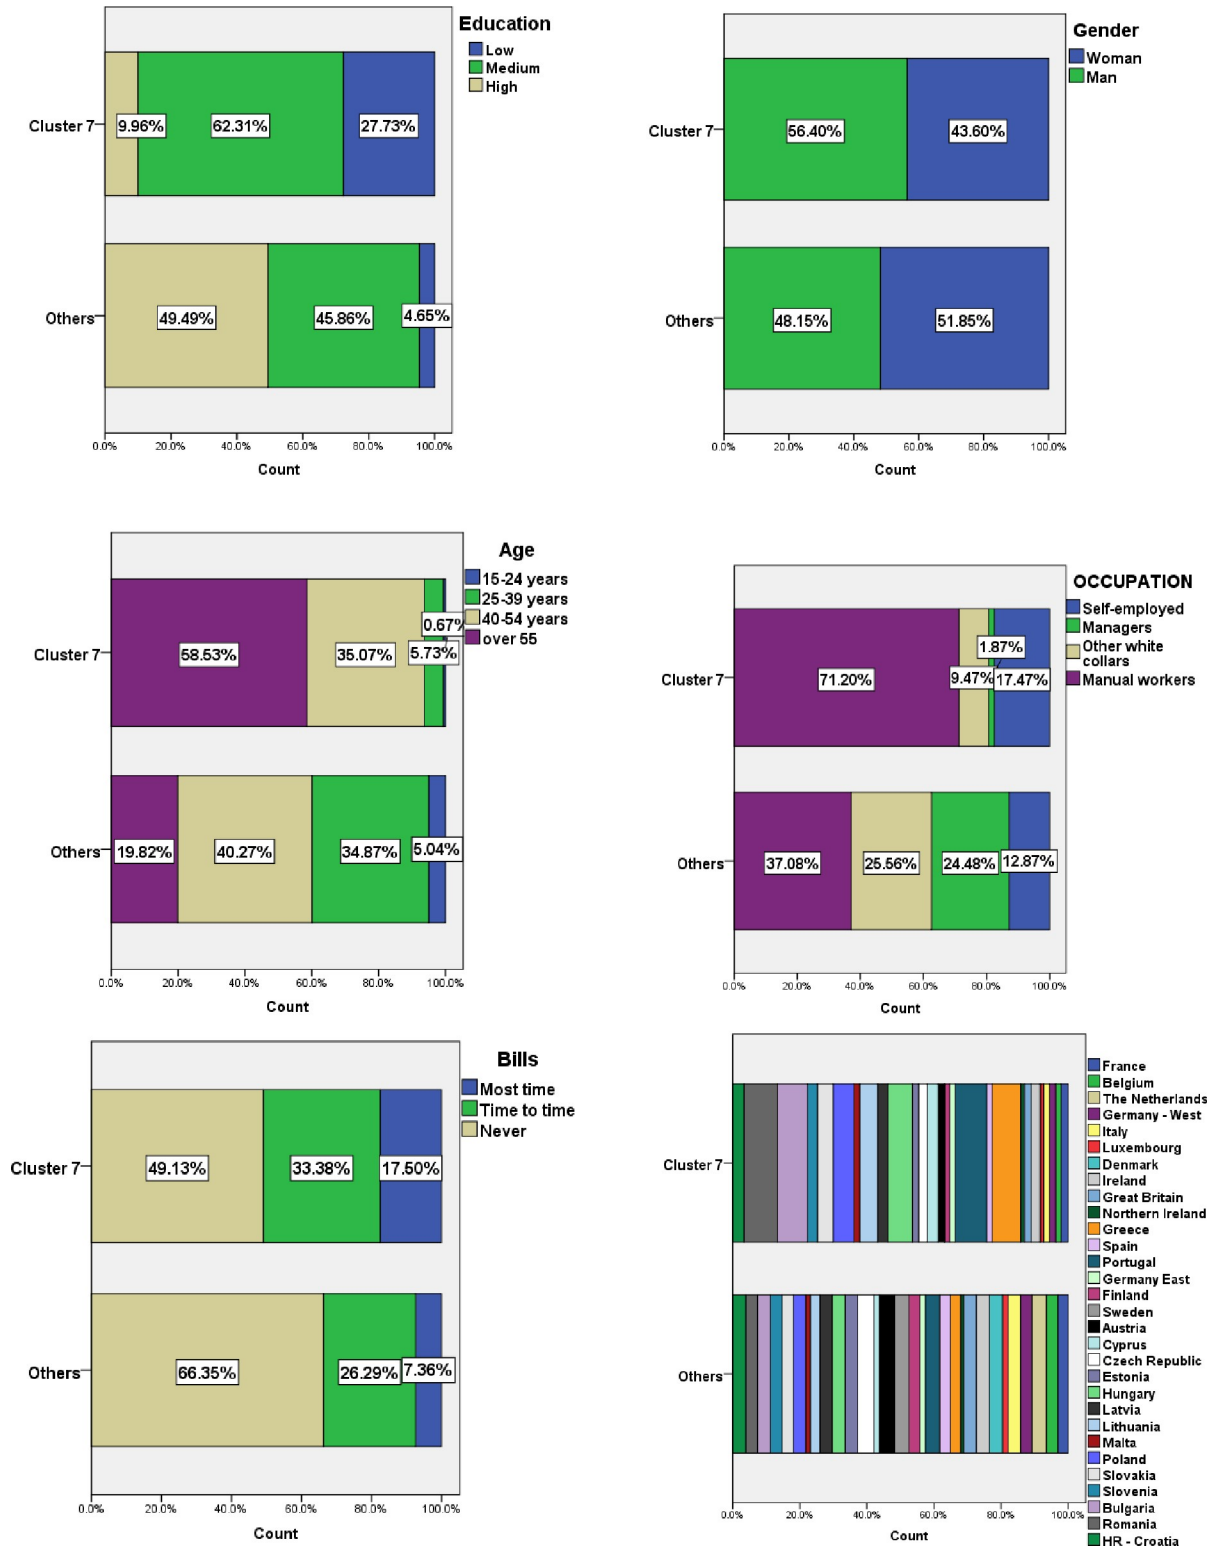 Education
Low
Medium
High
Cluster 7
9.96%
62.31%
27.73%
Others
49.49%
45.86%
4.65%
0.0%
20.0%
40.0%
60.0%
80.0%
100.0%
Count
Gender
Woman
Man
Cluster 7
56.40%
43.60%
Others
48.15%
51.85%
0.0%
20.0%
40.0%
60.0%
80.0%
100.0%
Count
Age
15-24 years
25-39 years
40-54 years
over 55
Cluster 7
58.53%
35.07%
5.73%
0.67%
Others
19.82%
40.27%
34.87%
5.04%
0.0%
20.0%
40.0%
60.0%
80.0%
100.0%
Count
OCCUPATION
Self-employed
Managers
Other white
collars
Manual workers
Cluster 7
71.20%
9.47%
1.87%
17.47%
Others
37.08%
25.56%
24.48%
12.87%
0.0%
20.0%
40.0%
60.0%
80.0%
100.0%
Count
Bills
Most time
Time to time
Never
Cluster 7
49.13%
33.38%
17.50%
Others
66.35%
26.29%
7.36%
0.0%
20.0%
40.0%
60.0%
80.0%
100.0%
Count
France
Belgium
The Netherlands
Germany - West
Italy
Luxembourg
Denmark
Ireland
Great Britain
Northern Ireland
Greece
Spain
Portugal
Germany East
Finland
Sweden
Austria
Cyprus
Czech Republic
Estonia
Hungary
Latvia
Lithuania
Malta
Poland
Slovakia
Slovenia
Bulgaria
Romania
HR - Croatia
Cluster 7
Others
0.0%
20.0%
40.0%
60.0%
80.0%
100.0%
Count